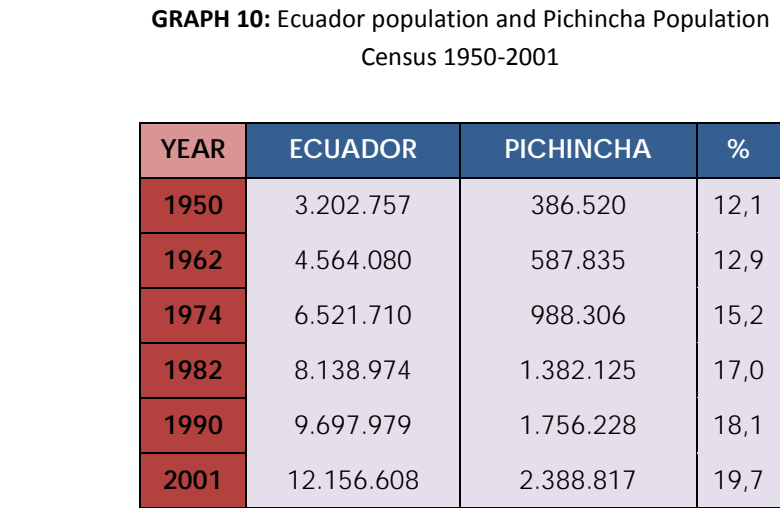 GRAPH 10: Ecuador population and Pichincha Population
Census 1950-2001
YEAR ECUADOR PICHINCHA %
1950 3.202.757 386.520 12,1
1962 4.564.080 587.835 12,9
1974 6.521.710 988.306 15,2
1982 8.138.974 1.382.125 17,0
1990 9.697.979 1.756.228 18,1
2001 12.156.608 2.388.817 19,7